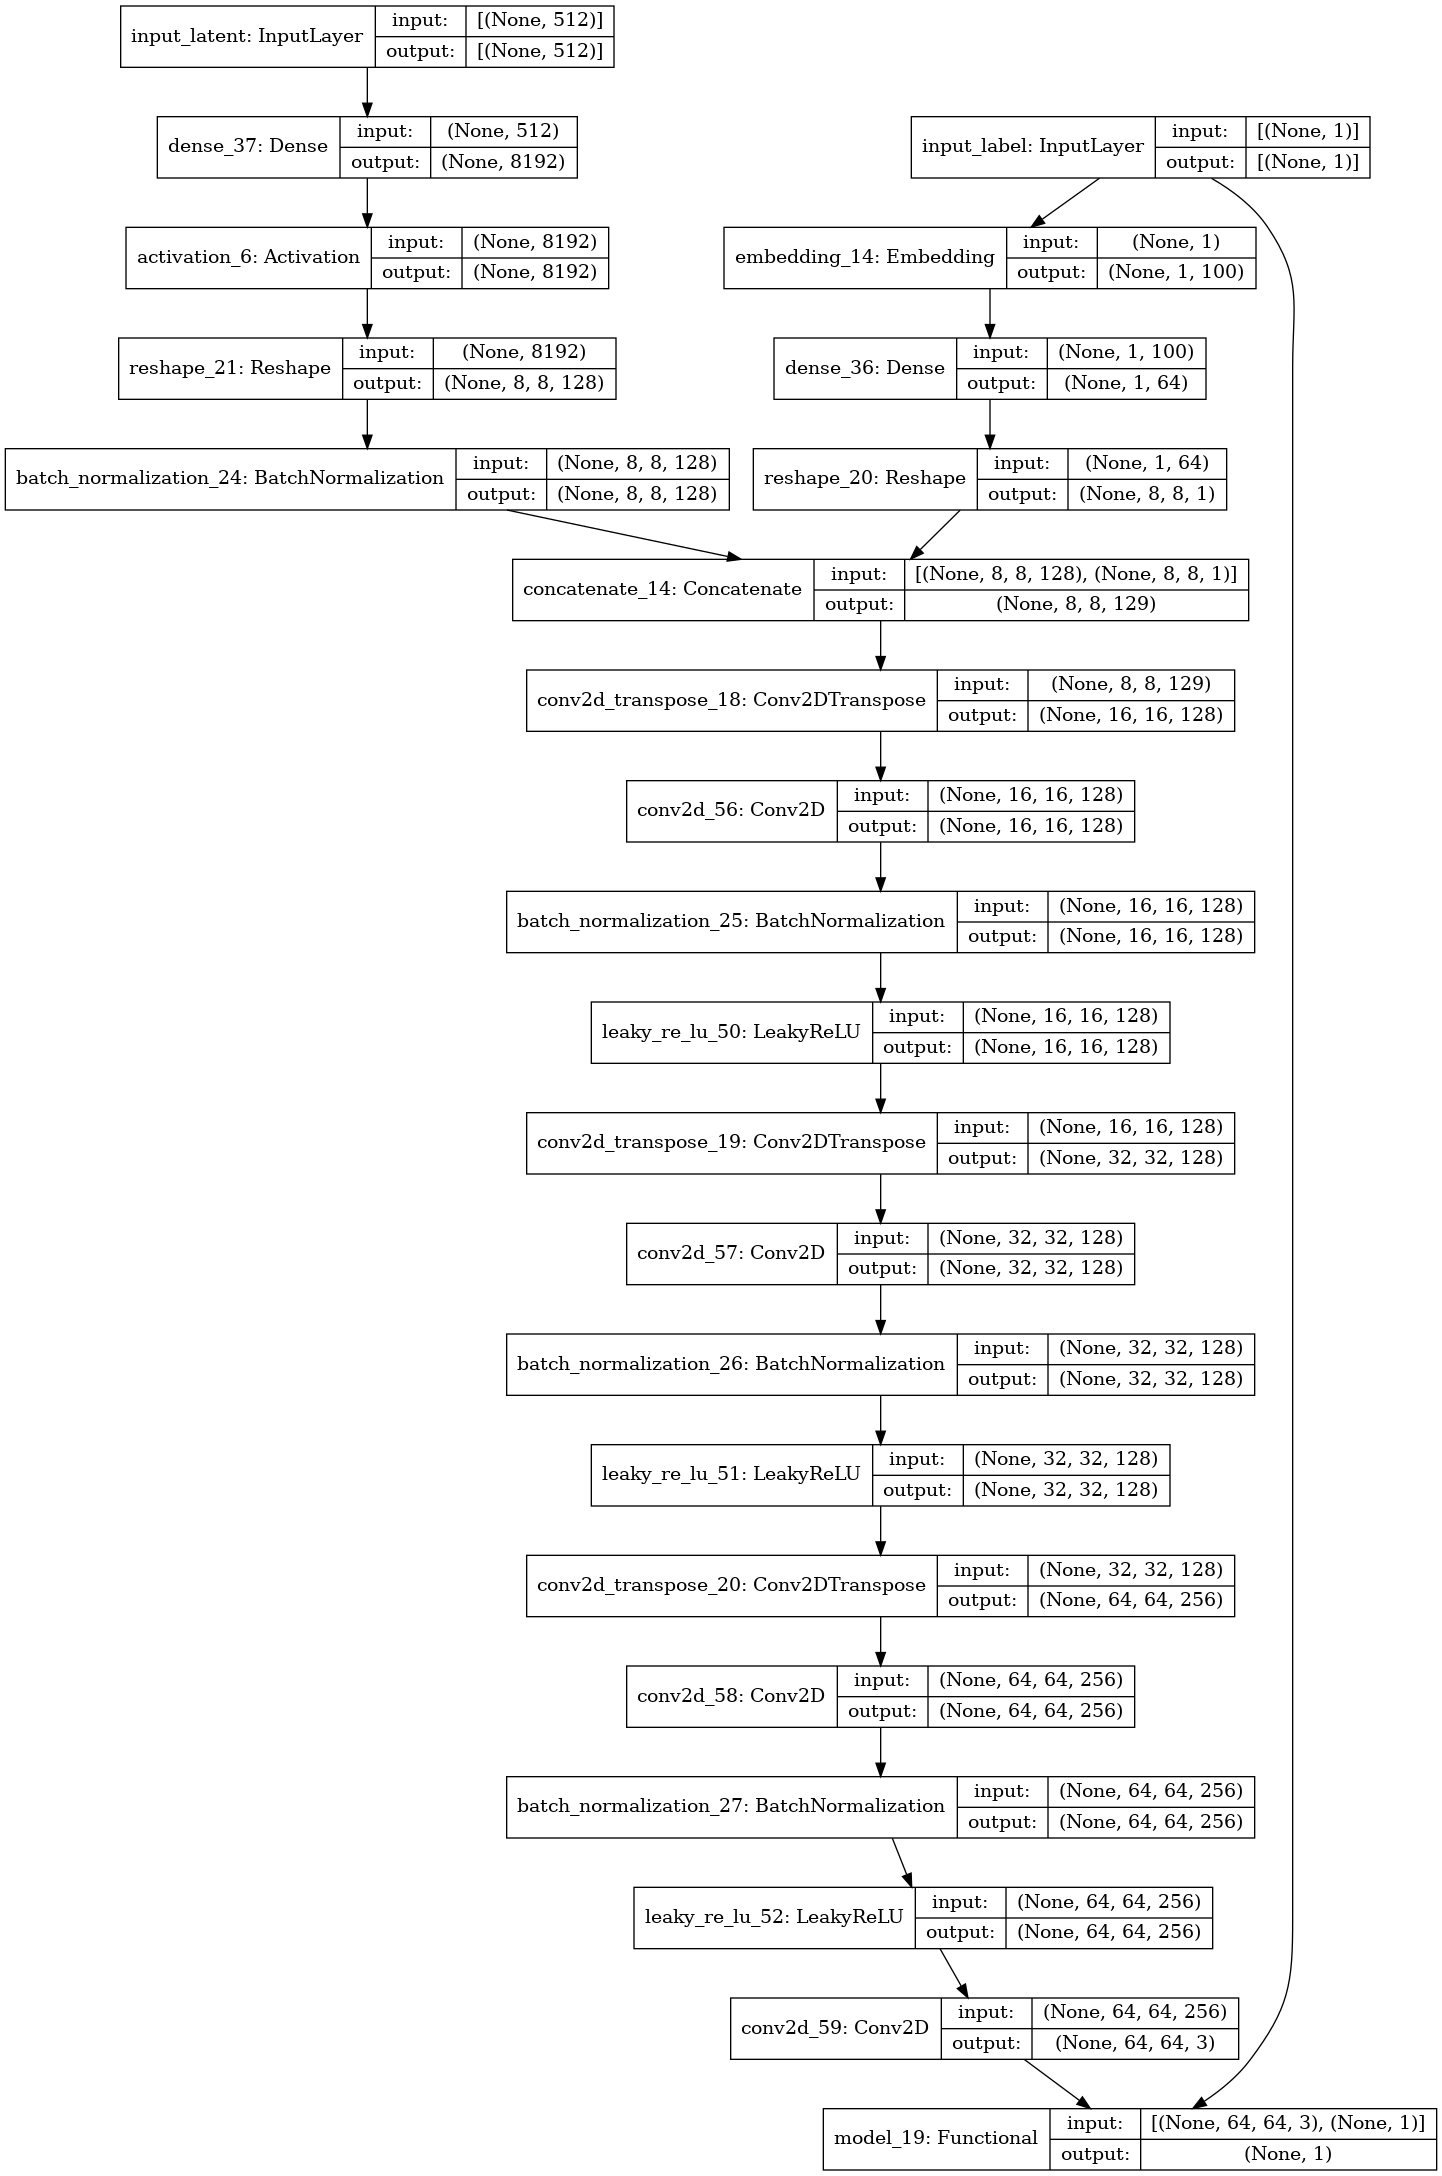 input_latent: InputLayer
input: [(None, 512)]
output: [(None, 512)]
dense_37: Dense
input: (None, 512)
output: (None, 8192)
input_label: InputLayer
input: [(None, 1)]
output: [(None, 1)]
activation_6: Activation
input: (None, 8192)
output: (None, 8192)
embedding_14: Embedding
input: (None, 1)
output: (None, 1, 100)
reshape_21: Reshape
input: (None, 8192)
output: (None, 8, 8, 128)
dense_36: Dense
input: (None, 1, 100)
output: (None, 1, 64)
batch_normalization_24: BatchNormalization
input: (None, 8, 8, 128)
output: (None, 8, 8, 128)
reshape_20: Reshape
input: (None, 1, 64)
output: (None, 8, 8, 1)
concatenate_14: Concatenate
input: [(None, 8, 8, 128), (None, 8, 8, 1)]
output: (None, 8, 8, 129)
conv2d_transpose_18: Conv2DTranspose
input: (None, 8, 8, 129)
output: (None, 16, 16, 128)
conv2d_56: Conv2D
input: (None, 16, 16, 128)
output: (None, 16, 16, 128)
batch_normalization_25: BatchNormalization
input: (None, 16, 16, 128)
output: (None, 16, 16, 128)
leaky_re_lu_50: LeakyReLU
input: (None, 16, 16, 128)
output: (None, 16, 16, 128)
conv2d_transpose_19: Conv2DTranspose
input: (None, 16, 16, 128)
output: (None, 32, 32, 128)
conv2d_57: Conv2D
input: (None, 32, 32, 128)
output: (None, 32, 32, 128)
batch_normalization_26: BatchNormalization
input: (None, 32, 32, 128)
output: (None, 32, 32, 128)
leaky_re_lu_51: LeakyReLU
input: (None, 32, 32, 128)
output: (None, 32, 32, 128)
conv2d_transpose_20: Conv2DTranspose
input: (None, 32, 32, 128)
output: (None, 64, 64, 256)
conv2d_58: Conv2D
input: (None, 64, 64, 256)
output: (None, 64, 64, 256)
batch_normalization_27: BatchNormalization
input: (None, 64, 64, 256)
output: (None, 64, 64, 256)
leaky_re_lu_52: LeakyReLU
input: (None, 64, 64, 256)
output: (None, 64, 64, 256)
conv2d_59: Conv2D
input: (None, 64, 64, 256)
output: (None, 64, 64, 3)
model_19: Functional
input: [(None, 64, 64, 3), (None, 1)]
output: (None, 1)